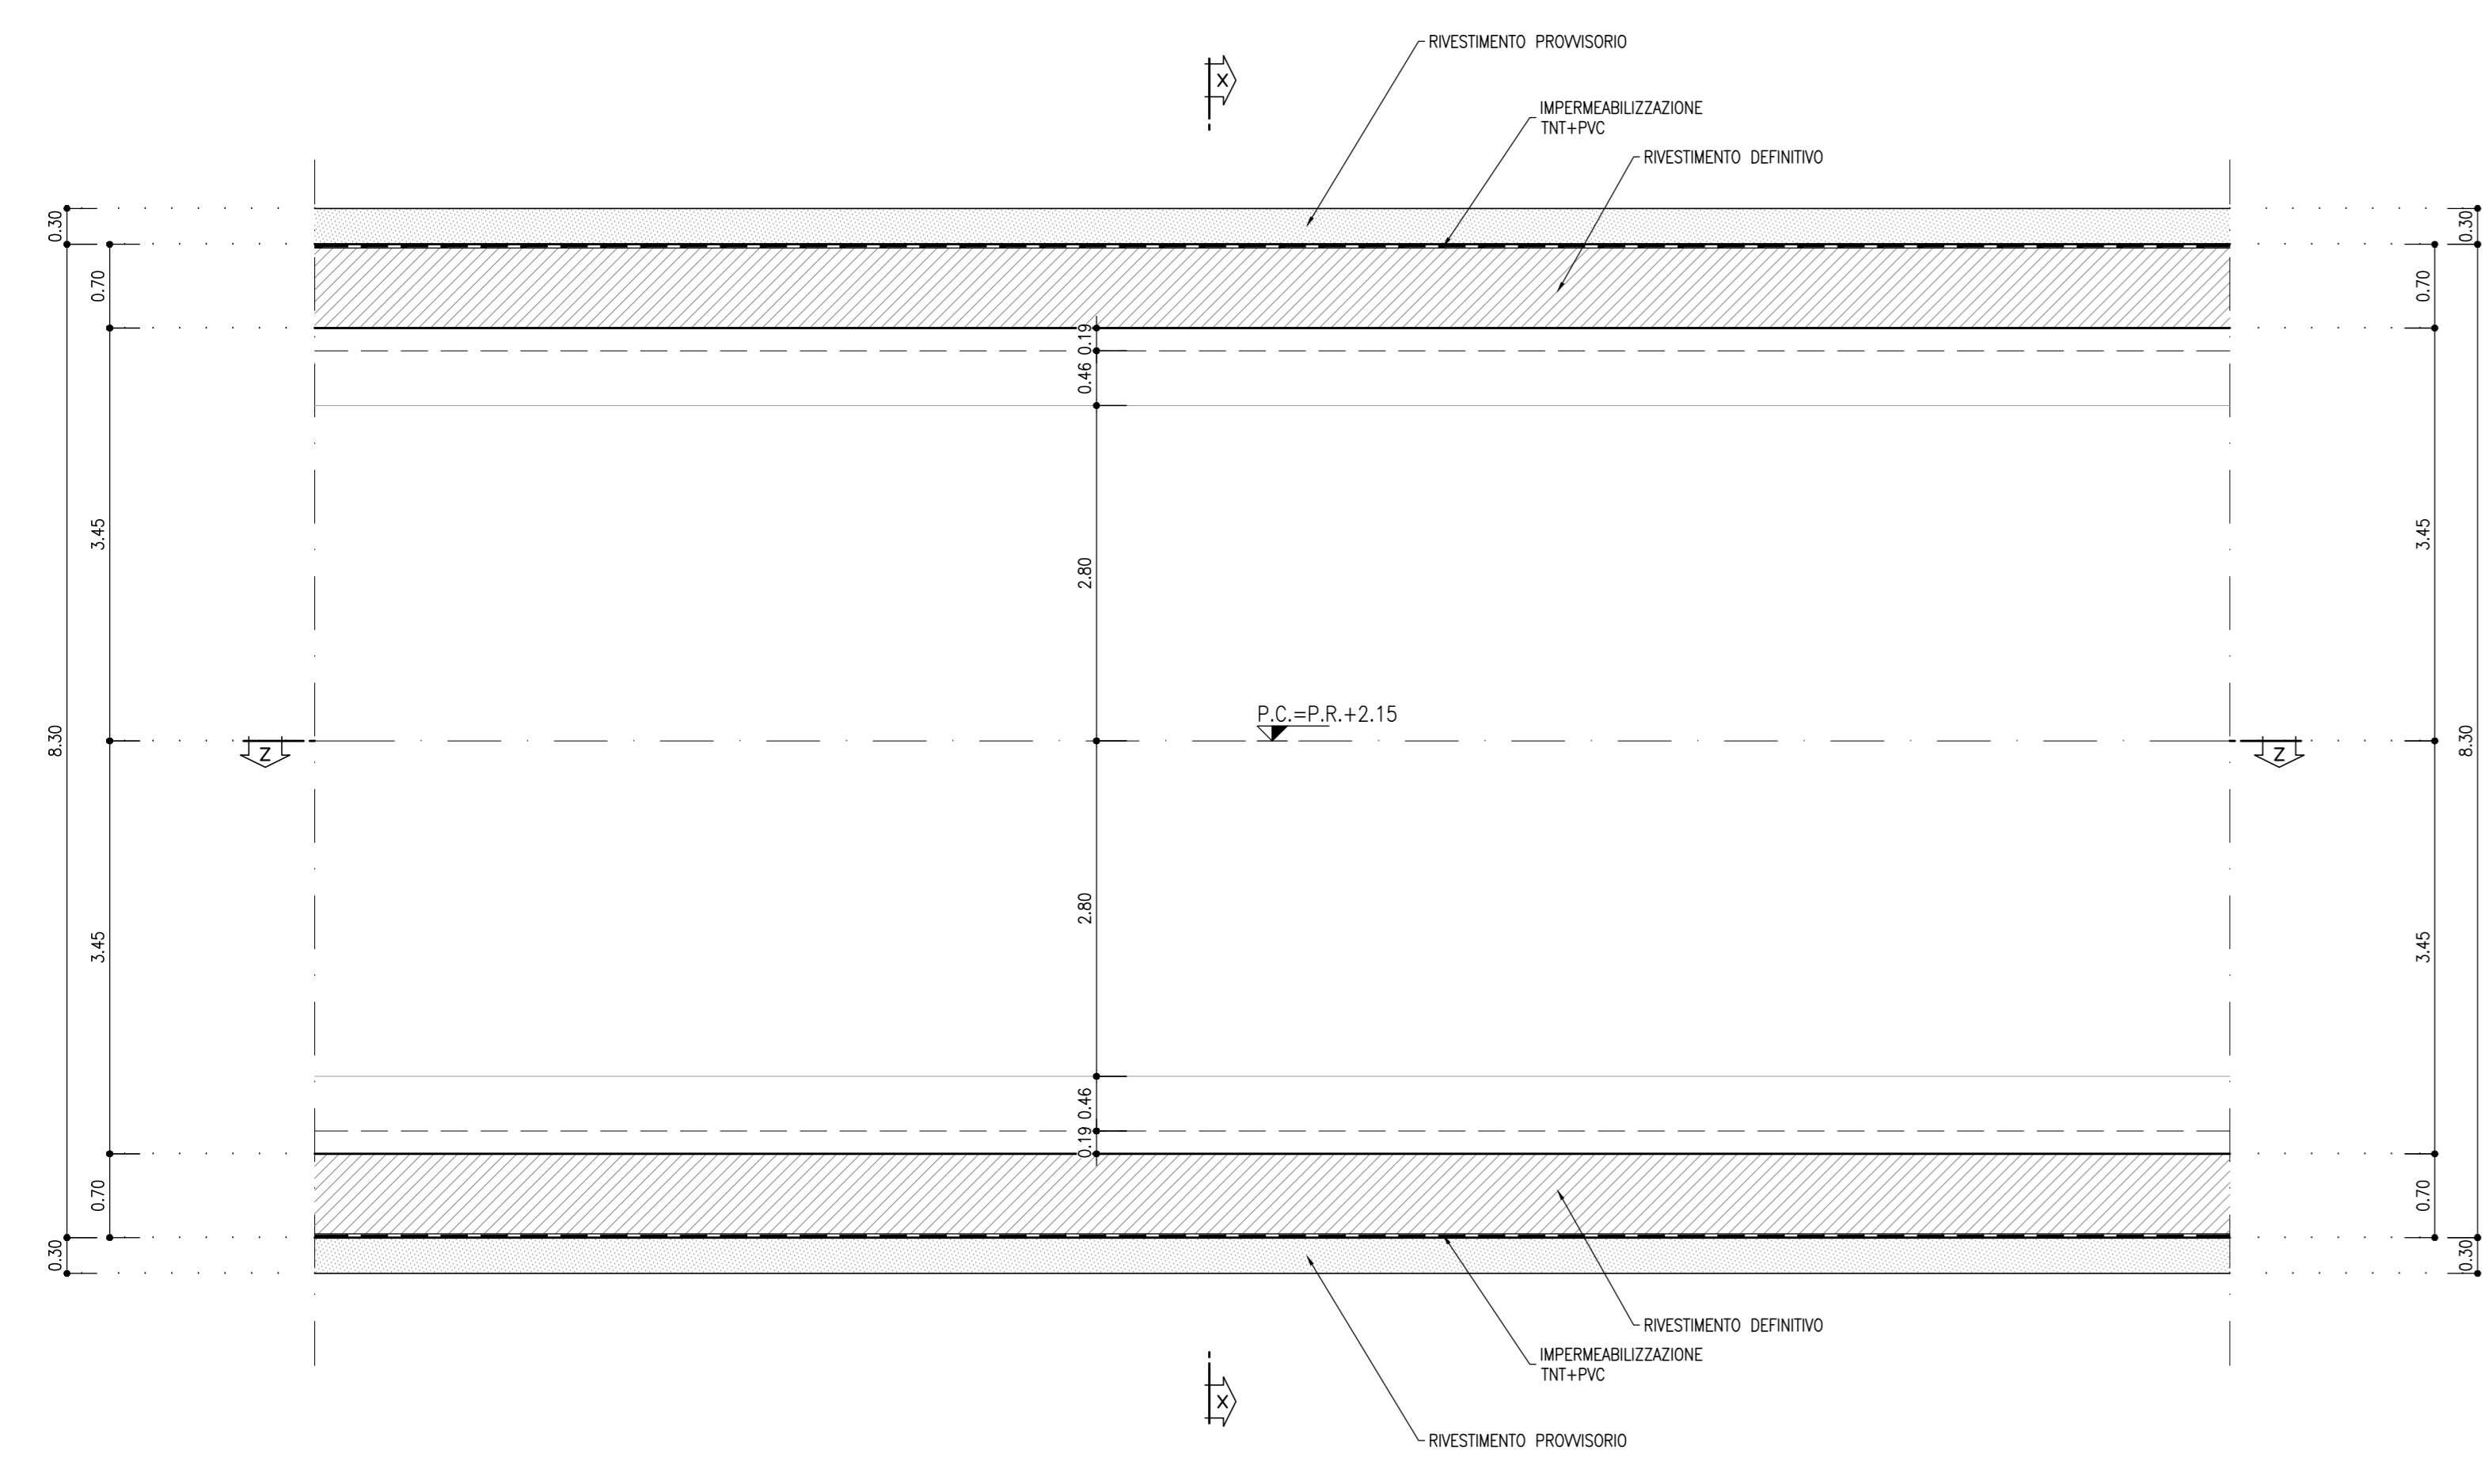 RIVESTIMENTO PROVVISORIO
X
IMPERMEABILIZZAZIONE
TNT+PVC
RIVESTIMENTO DEFINITIVO
0.30
0.30
0.70
0.70
0.19
0.46
3.45
3.45
2.80
P.C.=P.R.+2.15
8.30
Z
Z
8.30
2.80
3.45
3.45
0.46
0.19
0.70
0.70
0.30
0.30
RIVESTIMENTO DEFINITIVO
IMPERMEABILIZZAZIONE
TNT+PVC
X
RIVESTIMENTO PROVVISORIO